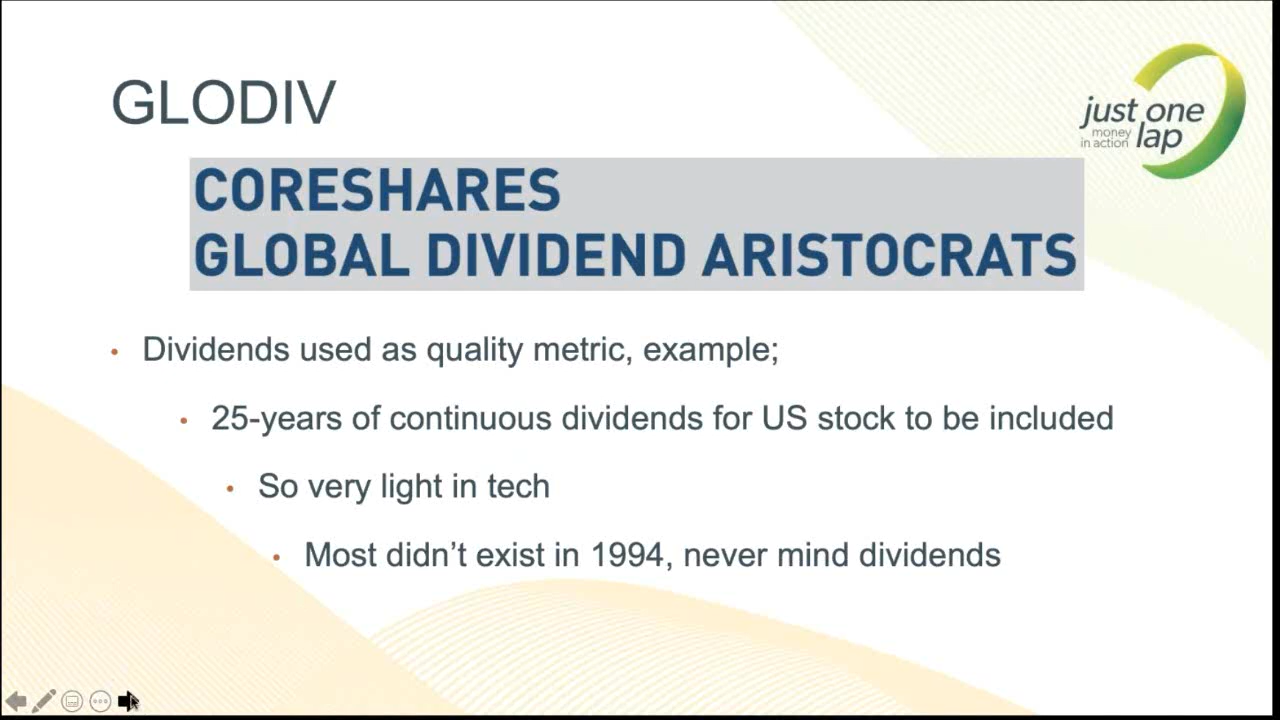 GLODIV
just one
money
in action lap
CORESHARES
GLOBAL DIVIDEND ARISTOCRATS
• Dividends used as quality metric, example;
• 25-years of continuous dividends for US stock to be included
• So very light in tech
• Most didn't exist in 1994, never mind dividends